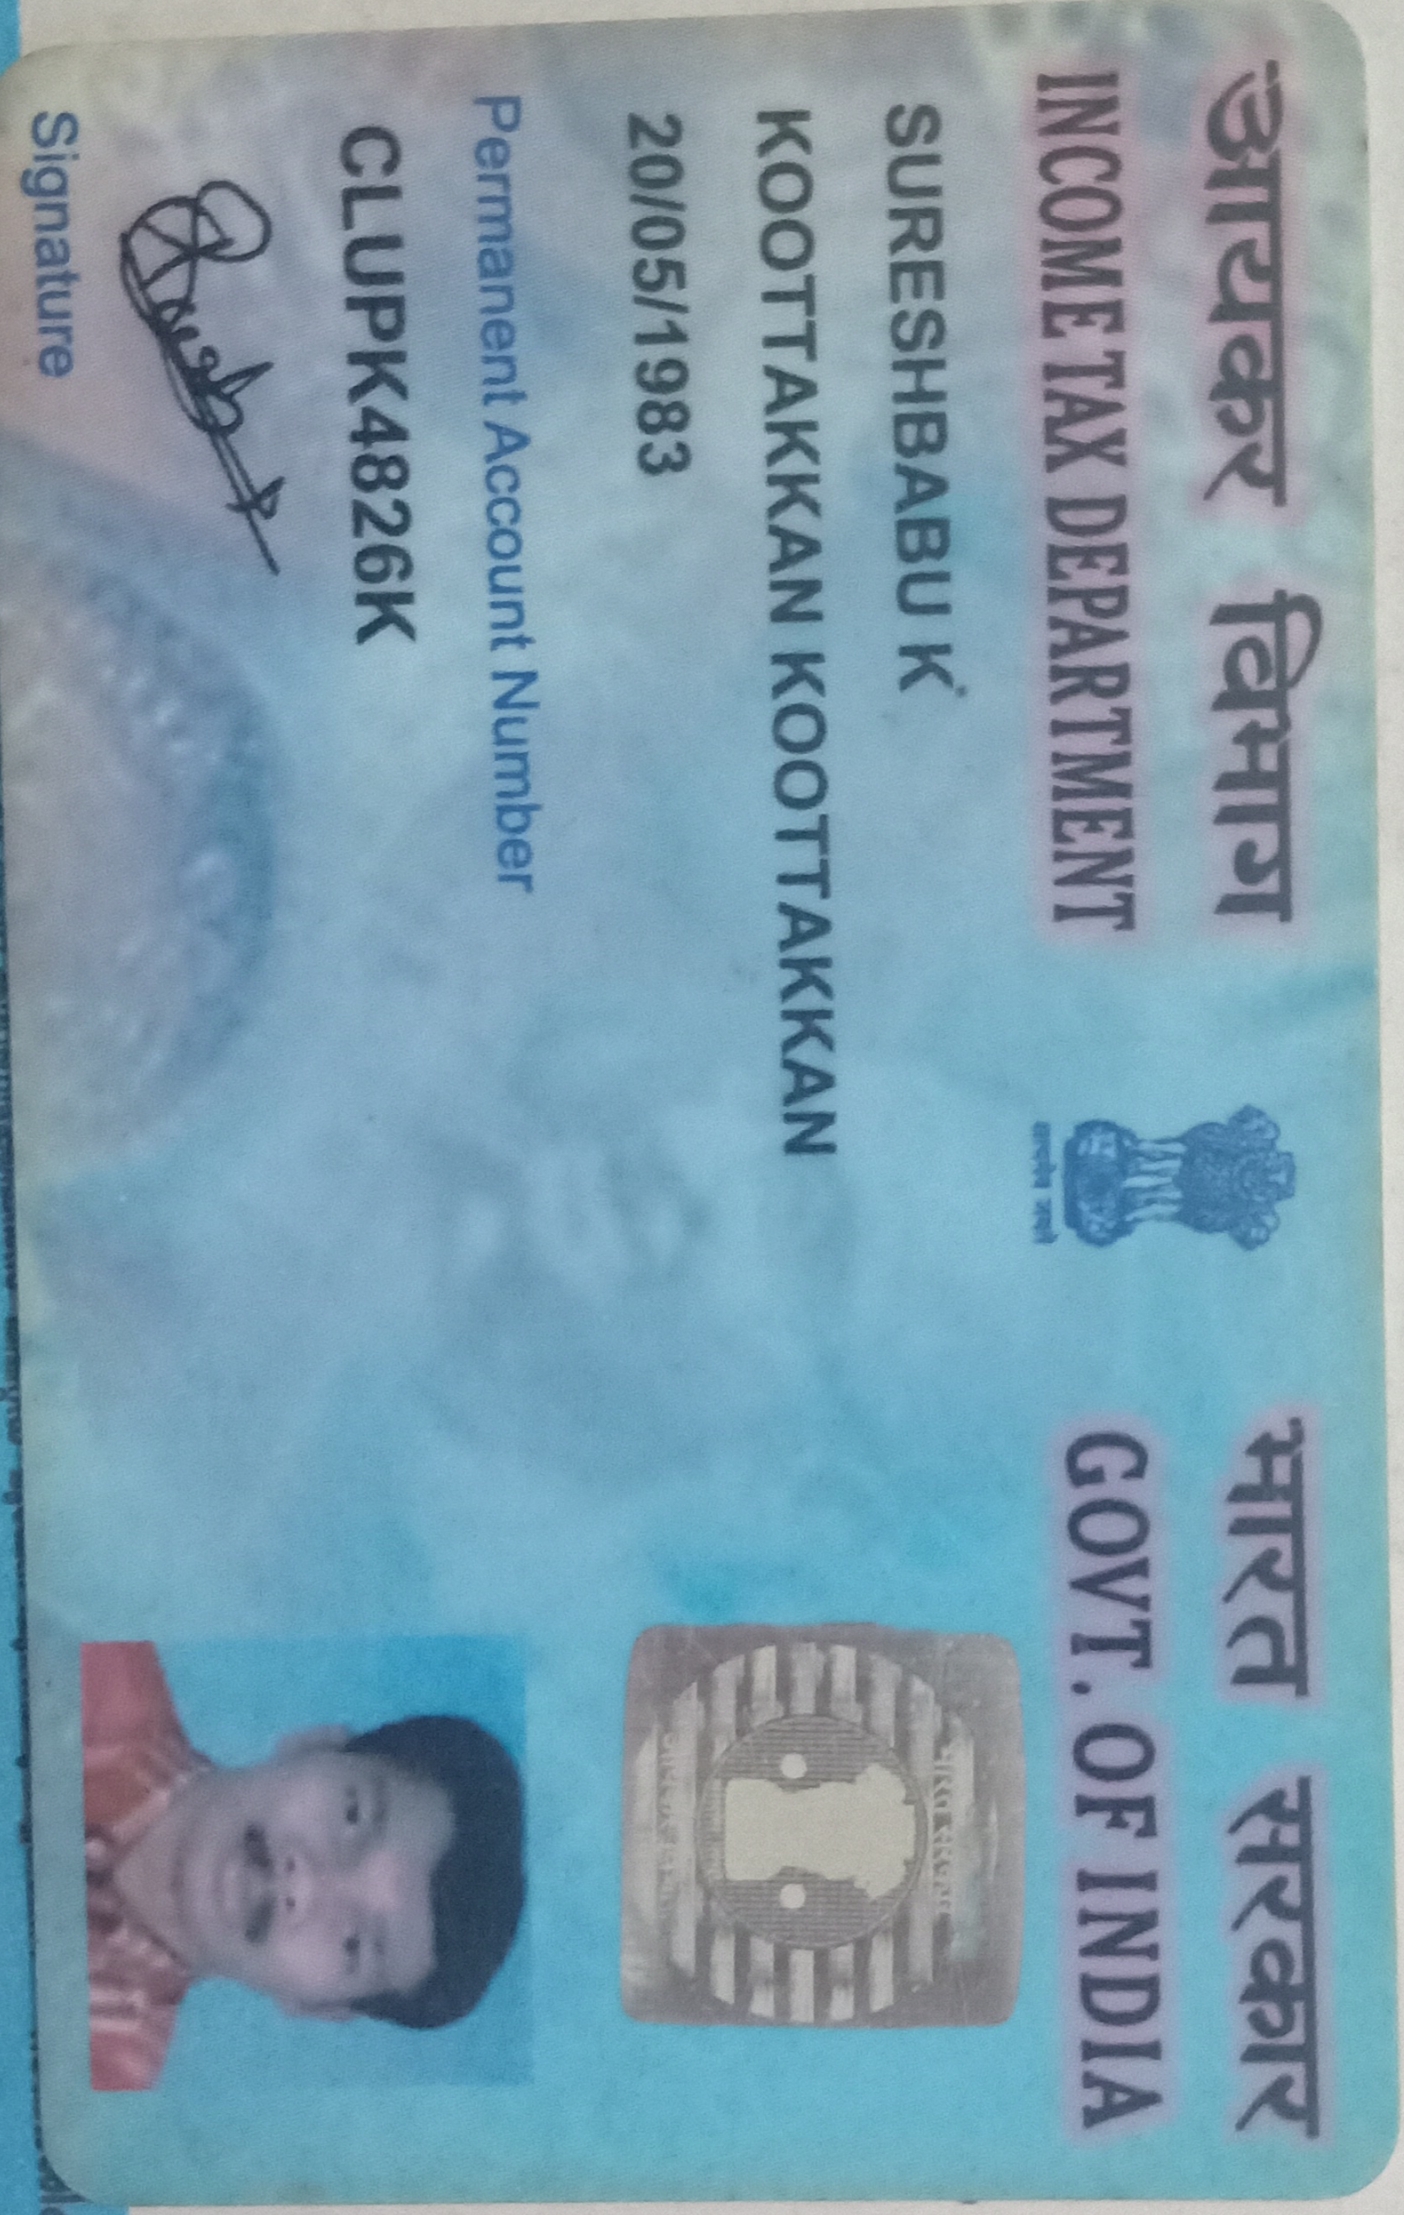 आयकर विभाग
INCOME TAX DEPARTMENT
भारत सरकार
GOVT. OF INDIA
सत्यमेव जयते
SURESHBABU K
KOOTTAKKAN KOOTTAKKAN
20/05/1983
Permanent Account Number
CLUPK4826K
Signature